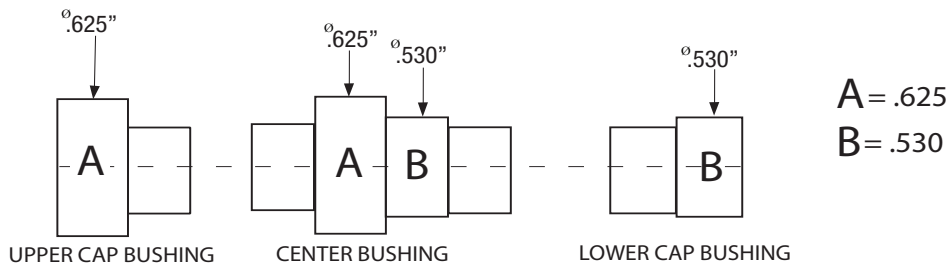 ø.625”
ø.625”
ø.530”
ø.530”
A = .625
B = .530
A
A
B
B
UPPER CAP BUSHING
CENTER BUSHING
LOWER CAP BUSHING